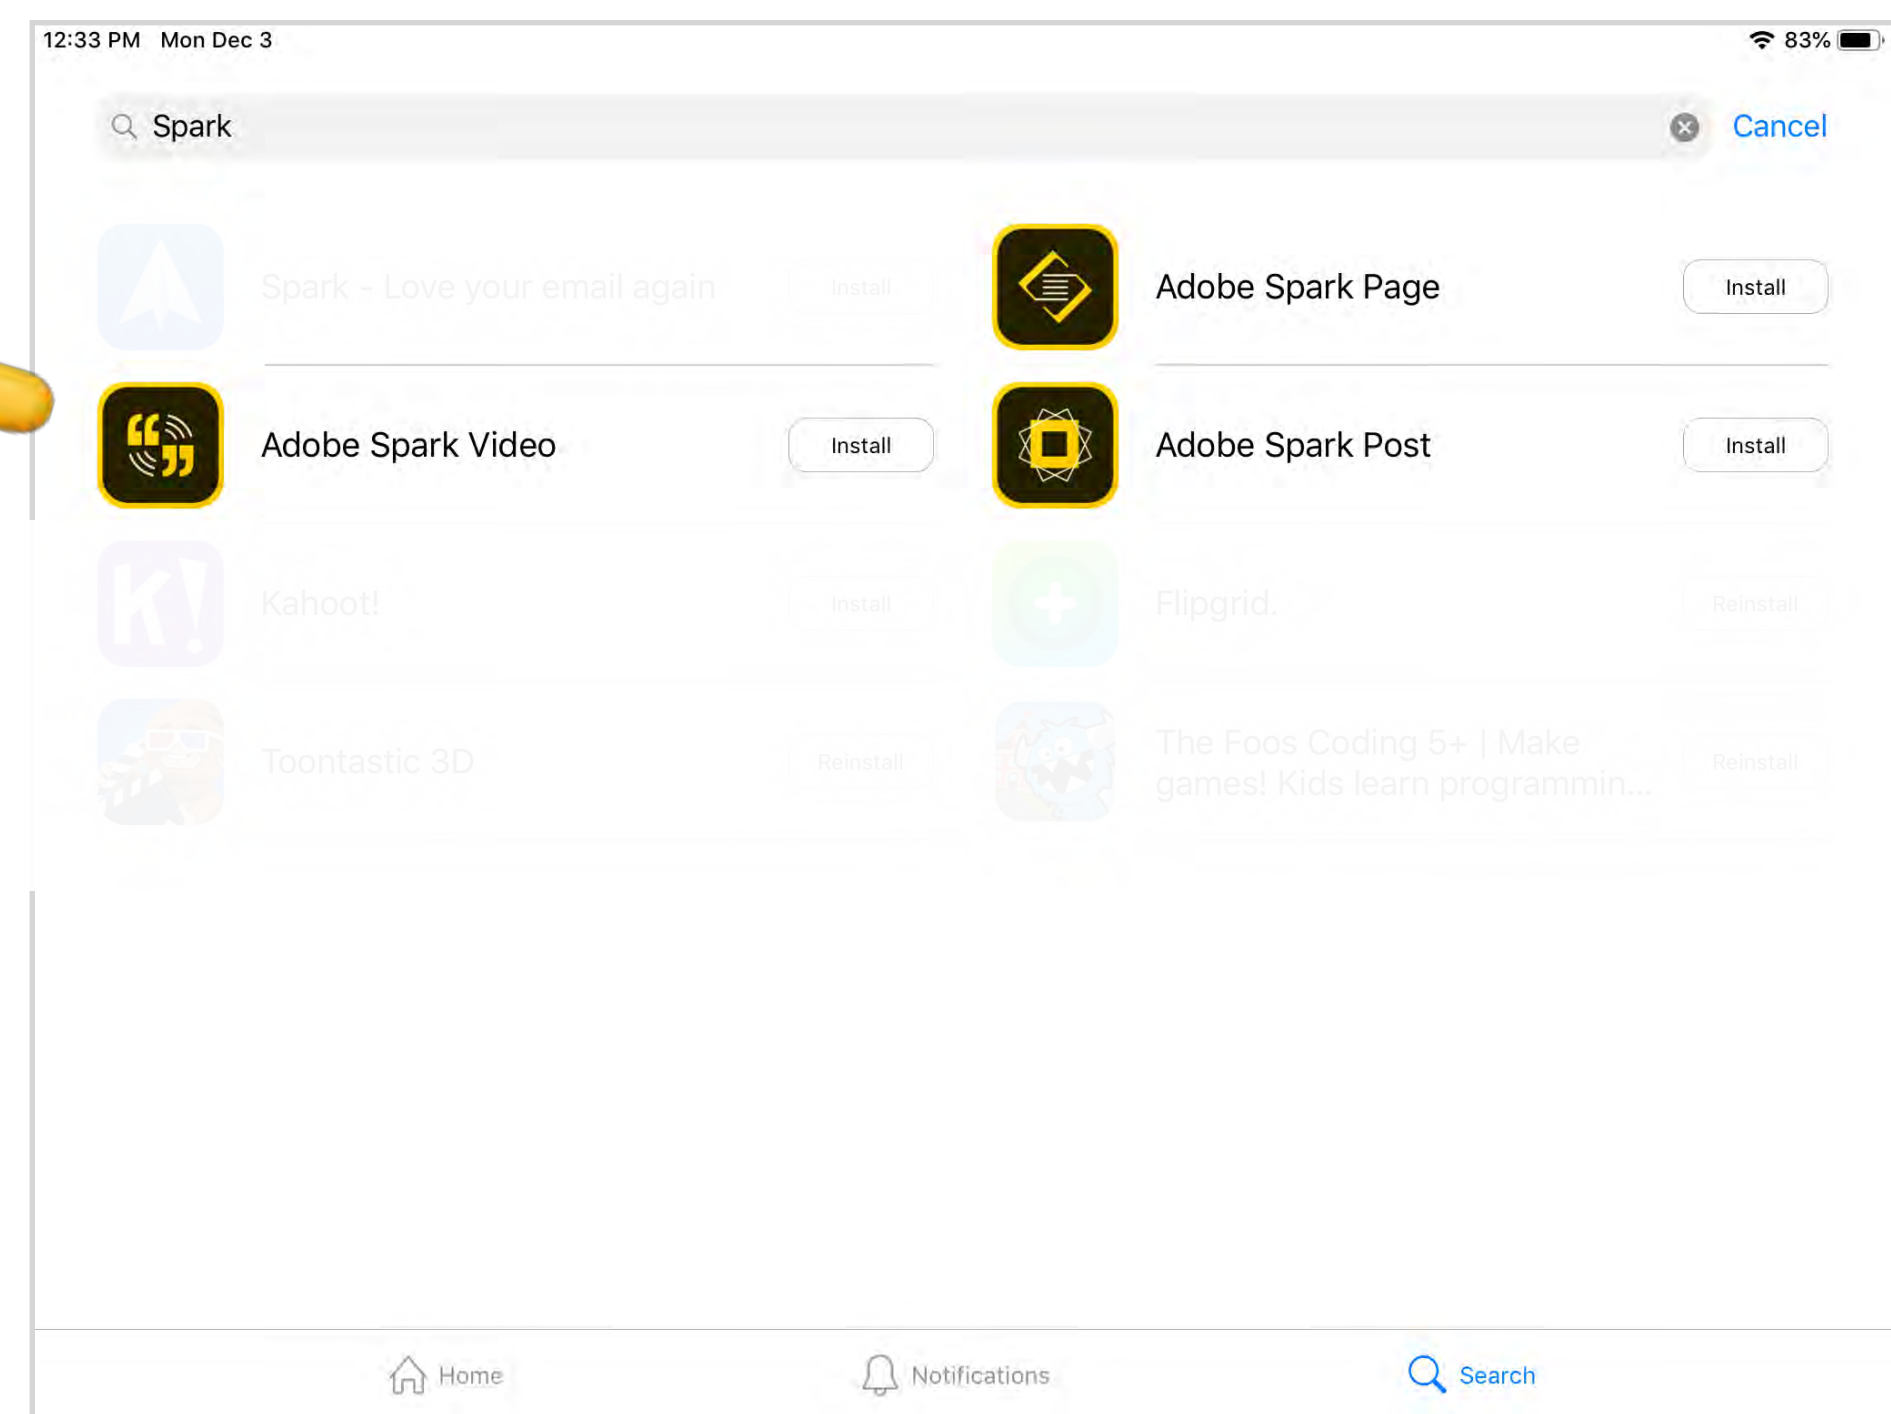 12:33 PM Mon Dec 3
83%
Spark
Cancel
Spark - Love your email again
Install
Adobe Spark Page
Install
Adobe Spark Video
Install
Adobe Spark Post
Install
Kahoot!
Install
Flipgrid.
Reinstall
Toontastic 3D
Reinstall
The Foos Coding 5+ | Make
games! Kids learn programmin...
Reinstall
Home
Notifications
Search